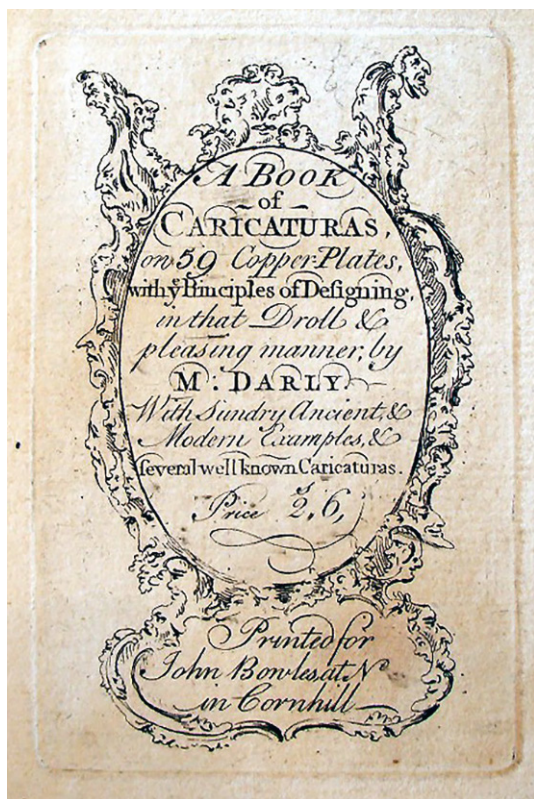 A BOOK
of
CARICATURAS,
on 59 Copper-Plates,
with yᵉ Principles of Deſigning,
in that Droll &
pleaſing manner, by
M. DARLY
With ſundry Ancient, &
Modern Examples, &
ſeveral well known Caricaturas.
Price 2ˢ, 6,
Printed for
John Bowles, at N
in Cornhill